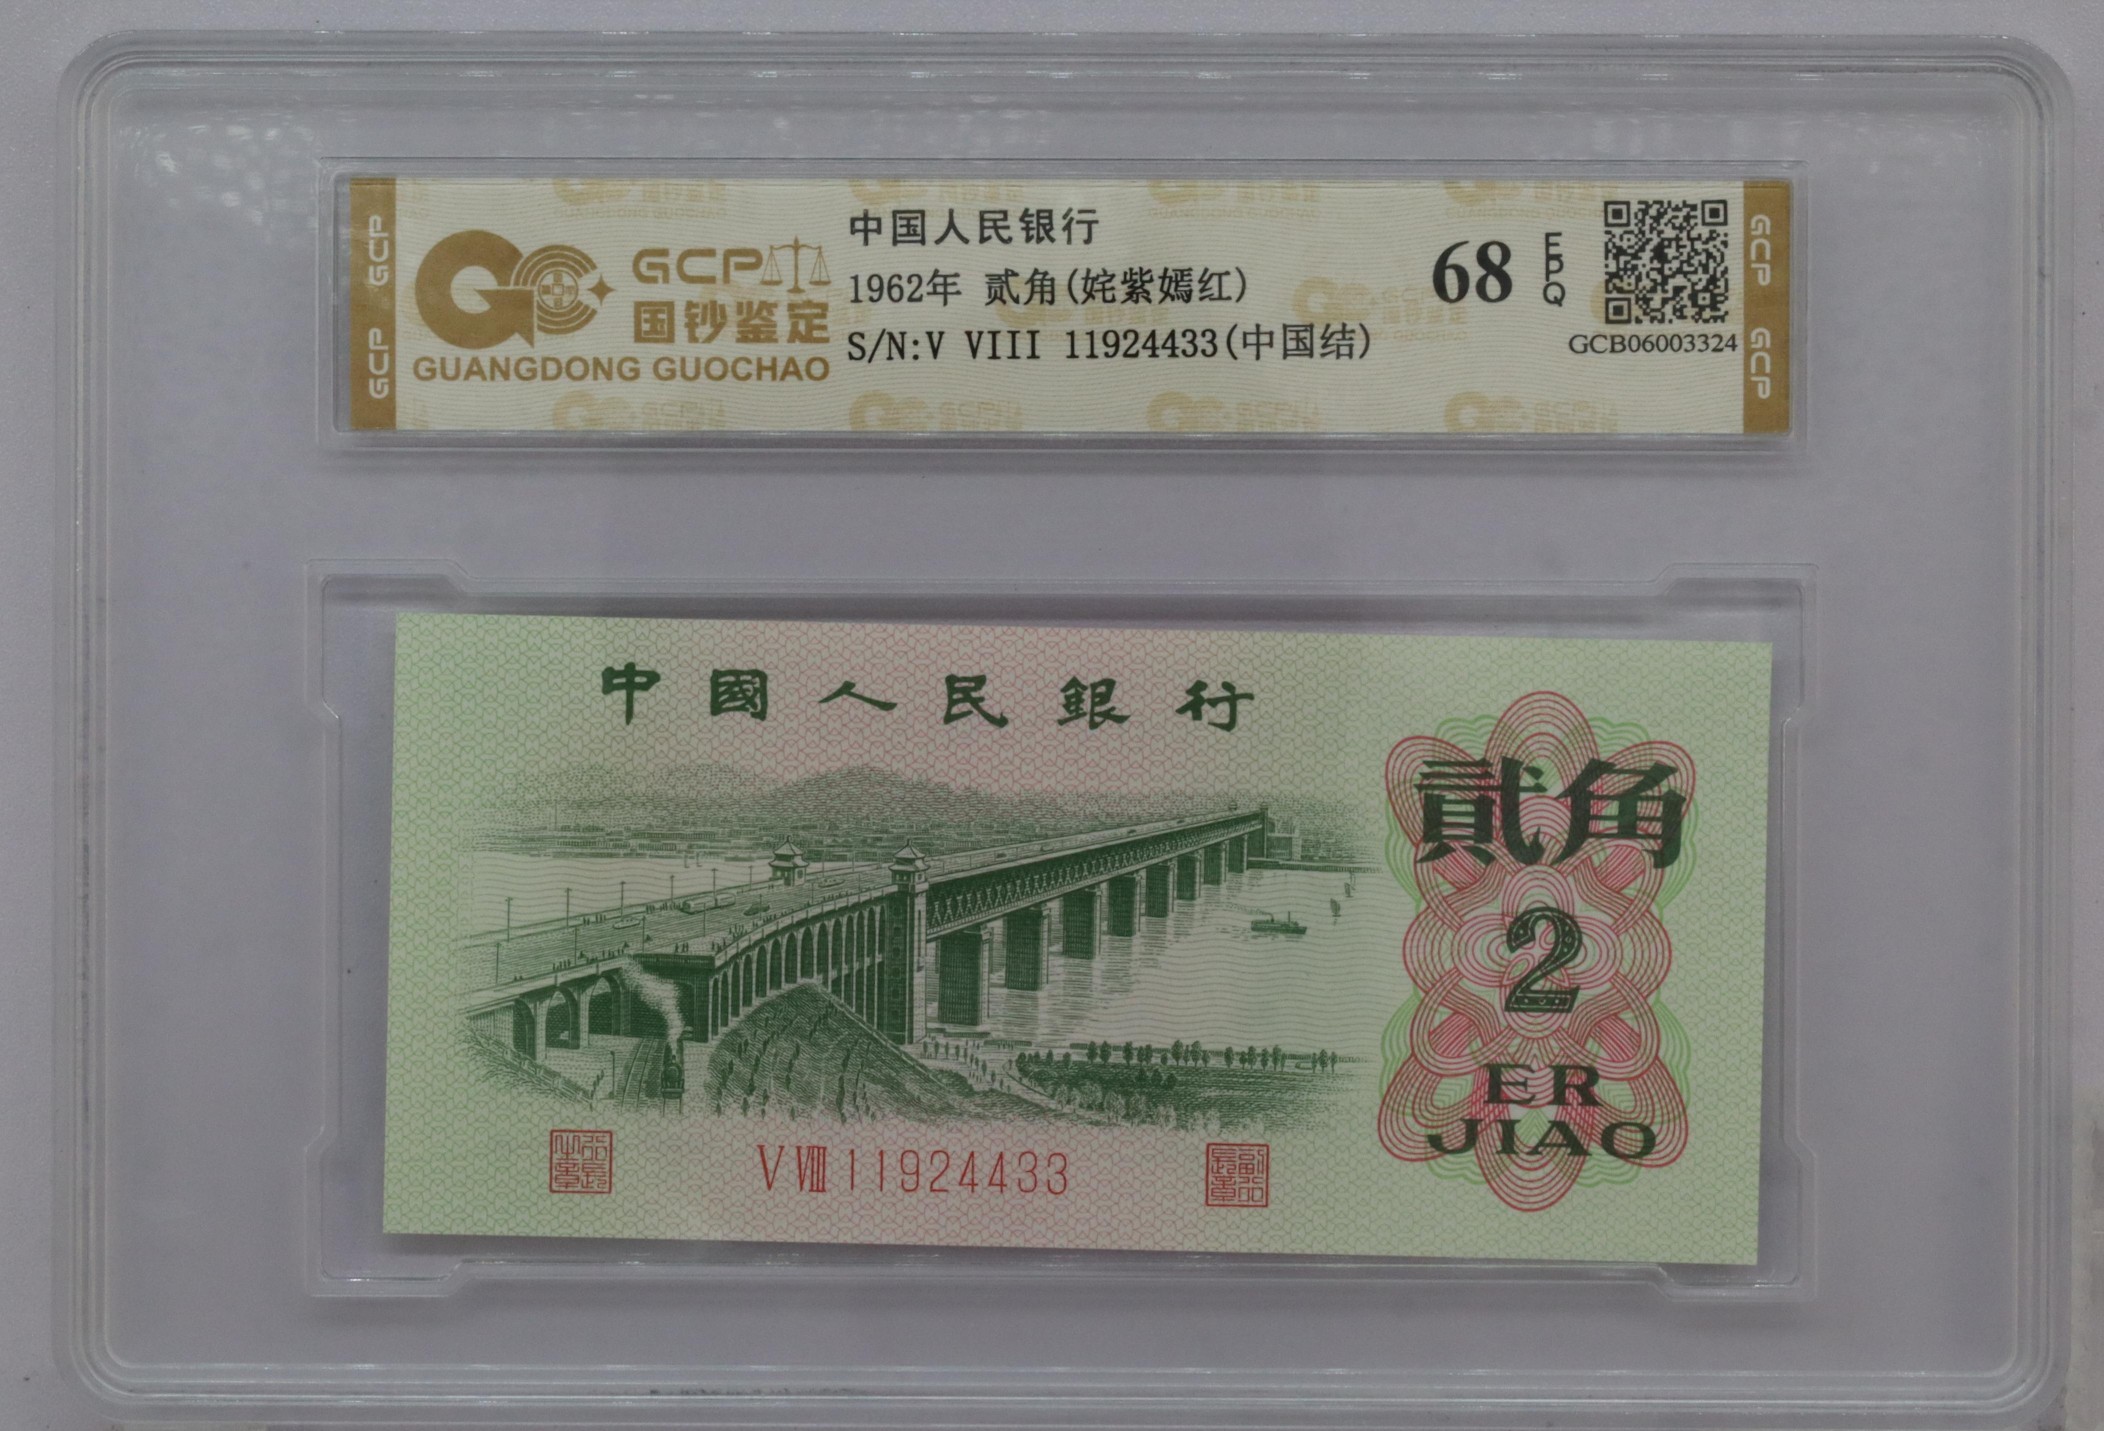 GCP GCP
GCP
国钞鉴定
GUANGDONG GUOCHAO
中国人民银行
1962年 贰角(姹紫嫣红)
S/N:V VIII 11924433(中国结)
68 EPQ
GCB06003324
GCP GCP
中國人民銀行
貳角
2
ER
JIAO
V VIII 11924433